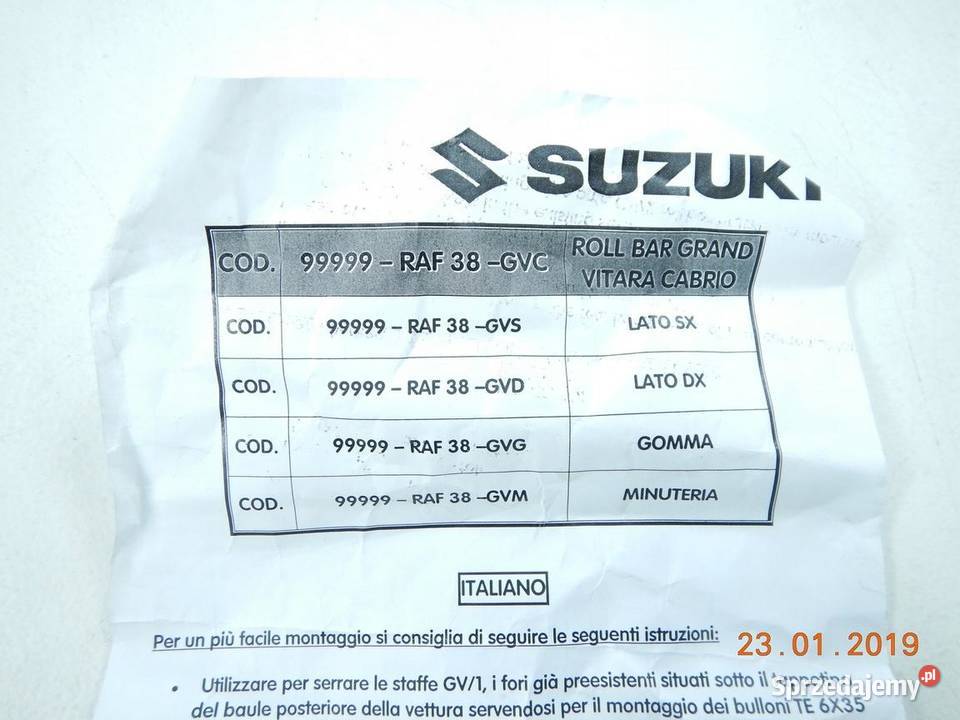 SUZUKI
COD. 99999 - RAF 38 -GVC ROLL BAR GRAND
VITARA CABRIO
COD. 99999 - RAF 38 -GVS LATO SX
COD. 99999 - RAF 38 -GVD LATO DX
COD. 99999 - RAF 38 -GVG GOMMA
COD. 99999 - RAF 38 -GVM MINUTERIA
ITALIANO
Per un più facile montaggio si consiglia di seguire le seguenti istruzioni:
23.01.2019
• Utilizzare per serrare le staffe GV/1, i fori già preesistenti situati sotto il
del baule posteriore della vettura servendosi per il montaggio dei bulloni TE 6X35
Sprzedajemy.pl